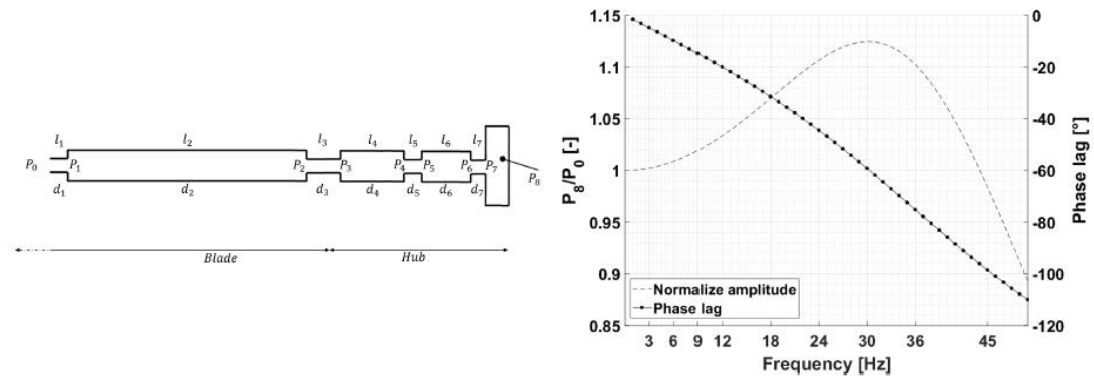 l₁ l₂ l₃ l₄ l₅ l₆ l₇
P₀ P₁ P₂ P₃ P₄ P₅ P₆ P₇ P₈
d₁ d₂ d₃ d₄ d₅ d₆ d₇
Blade Hub
1.15
1.1
1.05
1
0.95
0.9
0.85
P₈/P₀ [-]
0
-20
-40
-60
-80
-100
-120
Phase lag [°]
Normalize amplitude
Phase lag
3 6 9 12 18 24 30 36 45
Frequency [Hz]